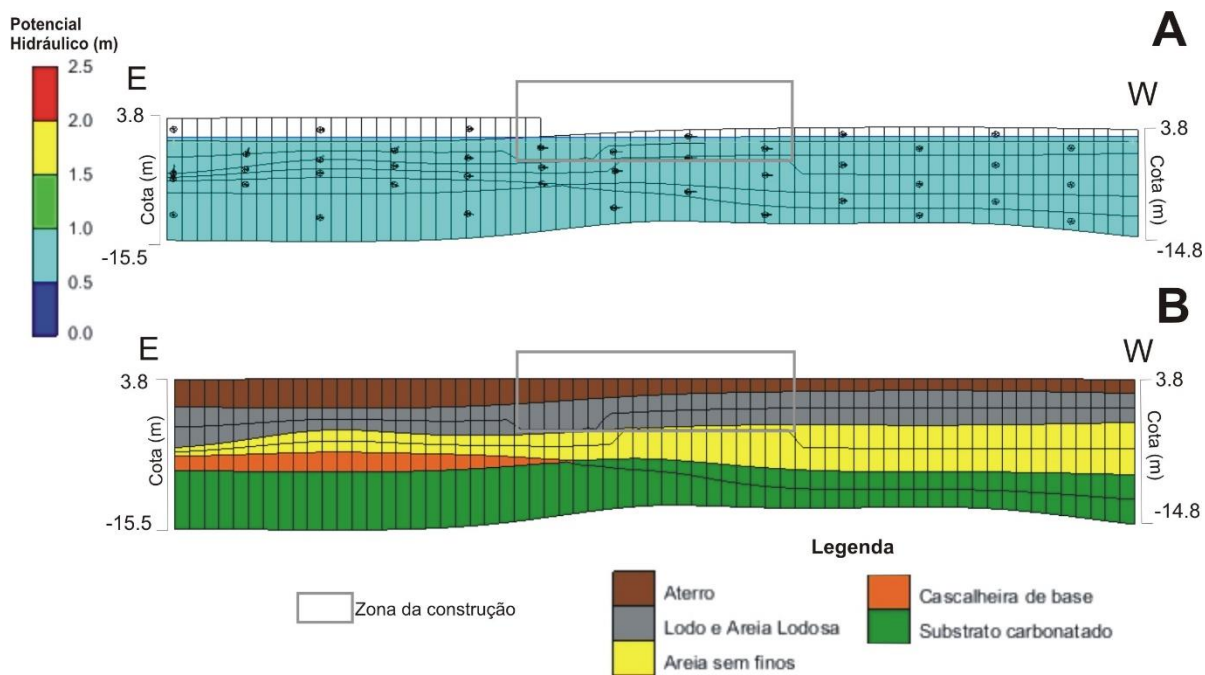 Potencial
Hidráulico (m)
2.5
2.0
1.5
1.0
0.5
0.0
A
E
W
3.8
3.8
Cota (m)
Cota (m)
-15.5
-14.8
B
E
W
3.8
3.8
Cota (m)
Cota (m)
-15.5
-14.8
Legenda
Zona da construção
Aterro
Lodo e Areia Lodosa
Areia sem finos
Cascalheira de base
Substrato carbonatado